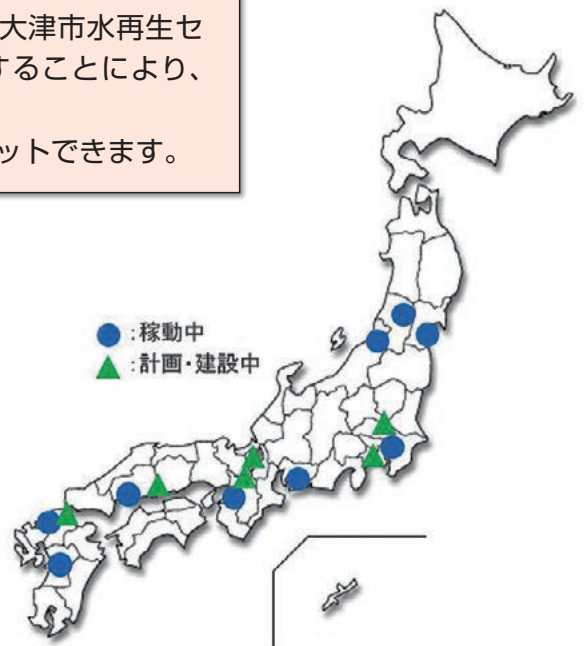 大津市水再生セ
することにより、
ットできます。
●:稼動中
▲:計画・建設中